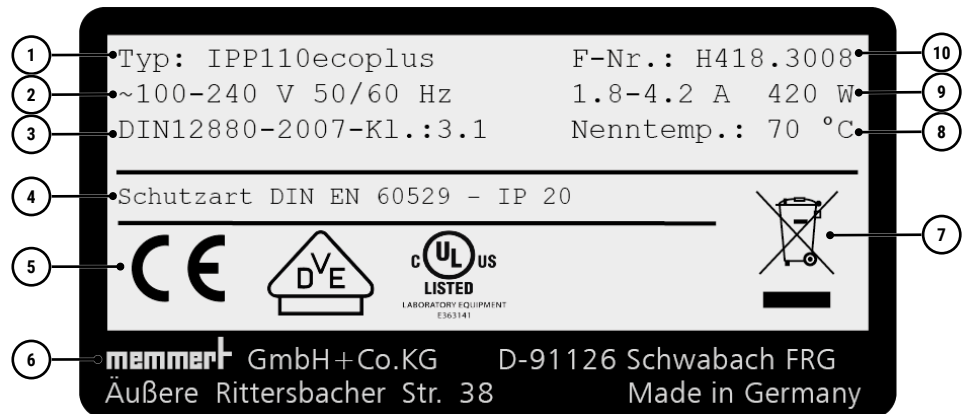 1 Typ: IPP110ecoplus F-Nr.: H418.3008 10
2 ~100-240 V 50/60 Hz 1.8-4.2 A 420 W 9
3 DIN12880-2007-Kl.:3.1 Nenntemp.: 70 °C 8
4 Schutzart DIN EN 60529 - IP 20
5 CE DVE C UL US 7
LISTED
LABORATORY EQUIPMENT
E363141
6 memmert GmbH+Co.KG D-91126 Schwabach FRG
Äußere Rittersbacher Str. 38 Made in Germany